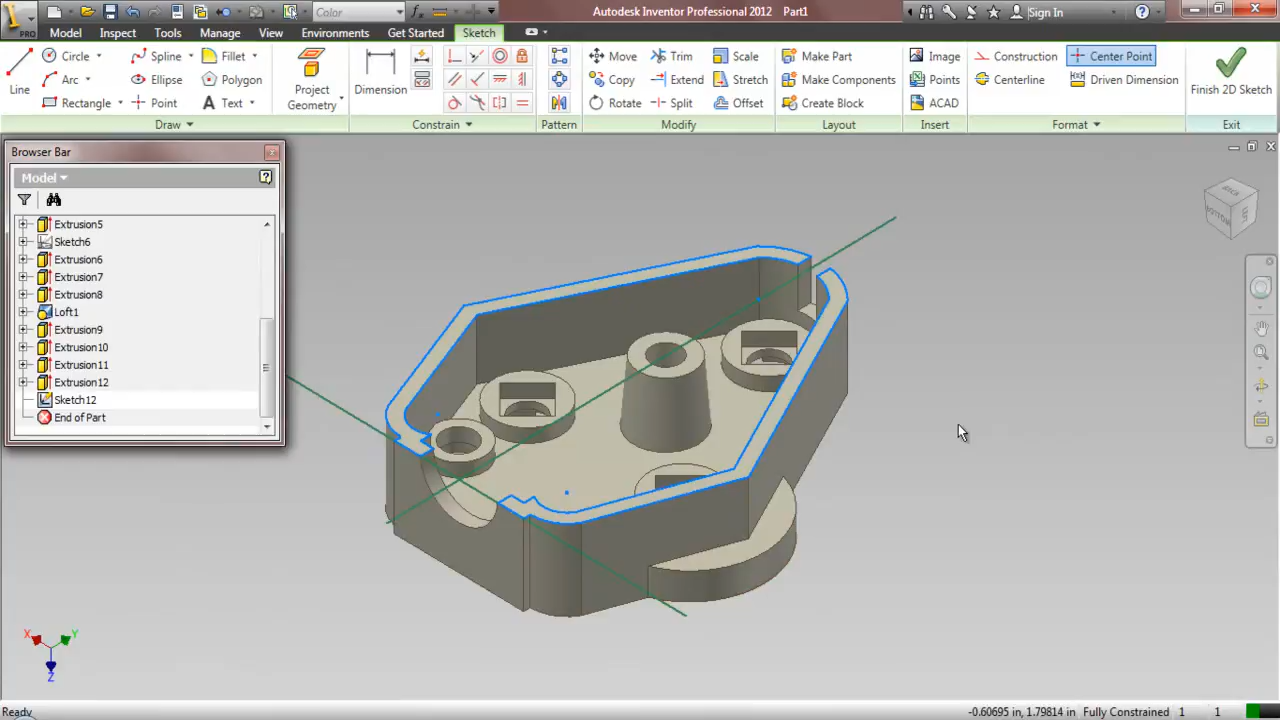 Color
Autodesk Inventor Professional 2012 Part1
Sign In
PRO
Model Inspect Tools Manage View Environments Get Started Sketch
Line
Circle
Arc
Rectangle
Spline
Ellipse
Point
Fillet
Polygon
Text
Project
Geometry
Dimension
Move
Copy
Rotate
Trim
Extend
Split
Scale
Stretch
Offset
Make Part
Make Components
Create Block
Image
Points
ACAD
Construction
Centerline
Center Point
Driven Dimension
Finish 2D Sketch
Draw
Constrain
Pattern
Modify
Layout
Insert
Format
Exit
Browser Bar
Model
Extrusion5
Sketch6
Extrusion6
Extrusion7
Extrusion8
Loft1
Extrusion9
Extrusion10
Extrusion11
Extrusion12
Sketch12
End of Part
BACK
BOTTOM
X
Y
Z
Ready
-0.60695 in, 1.79814 in Fully Constrained 1 1